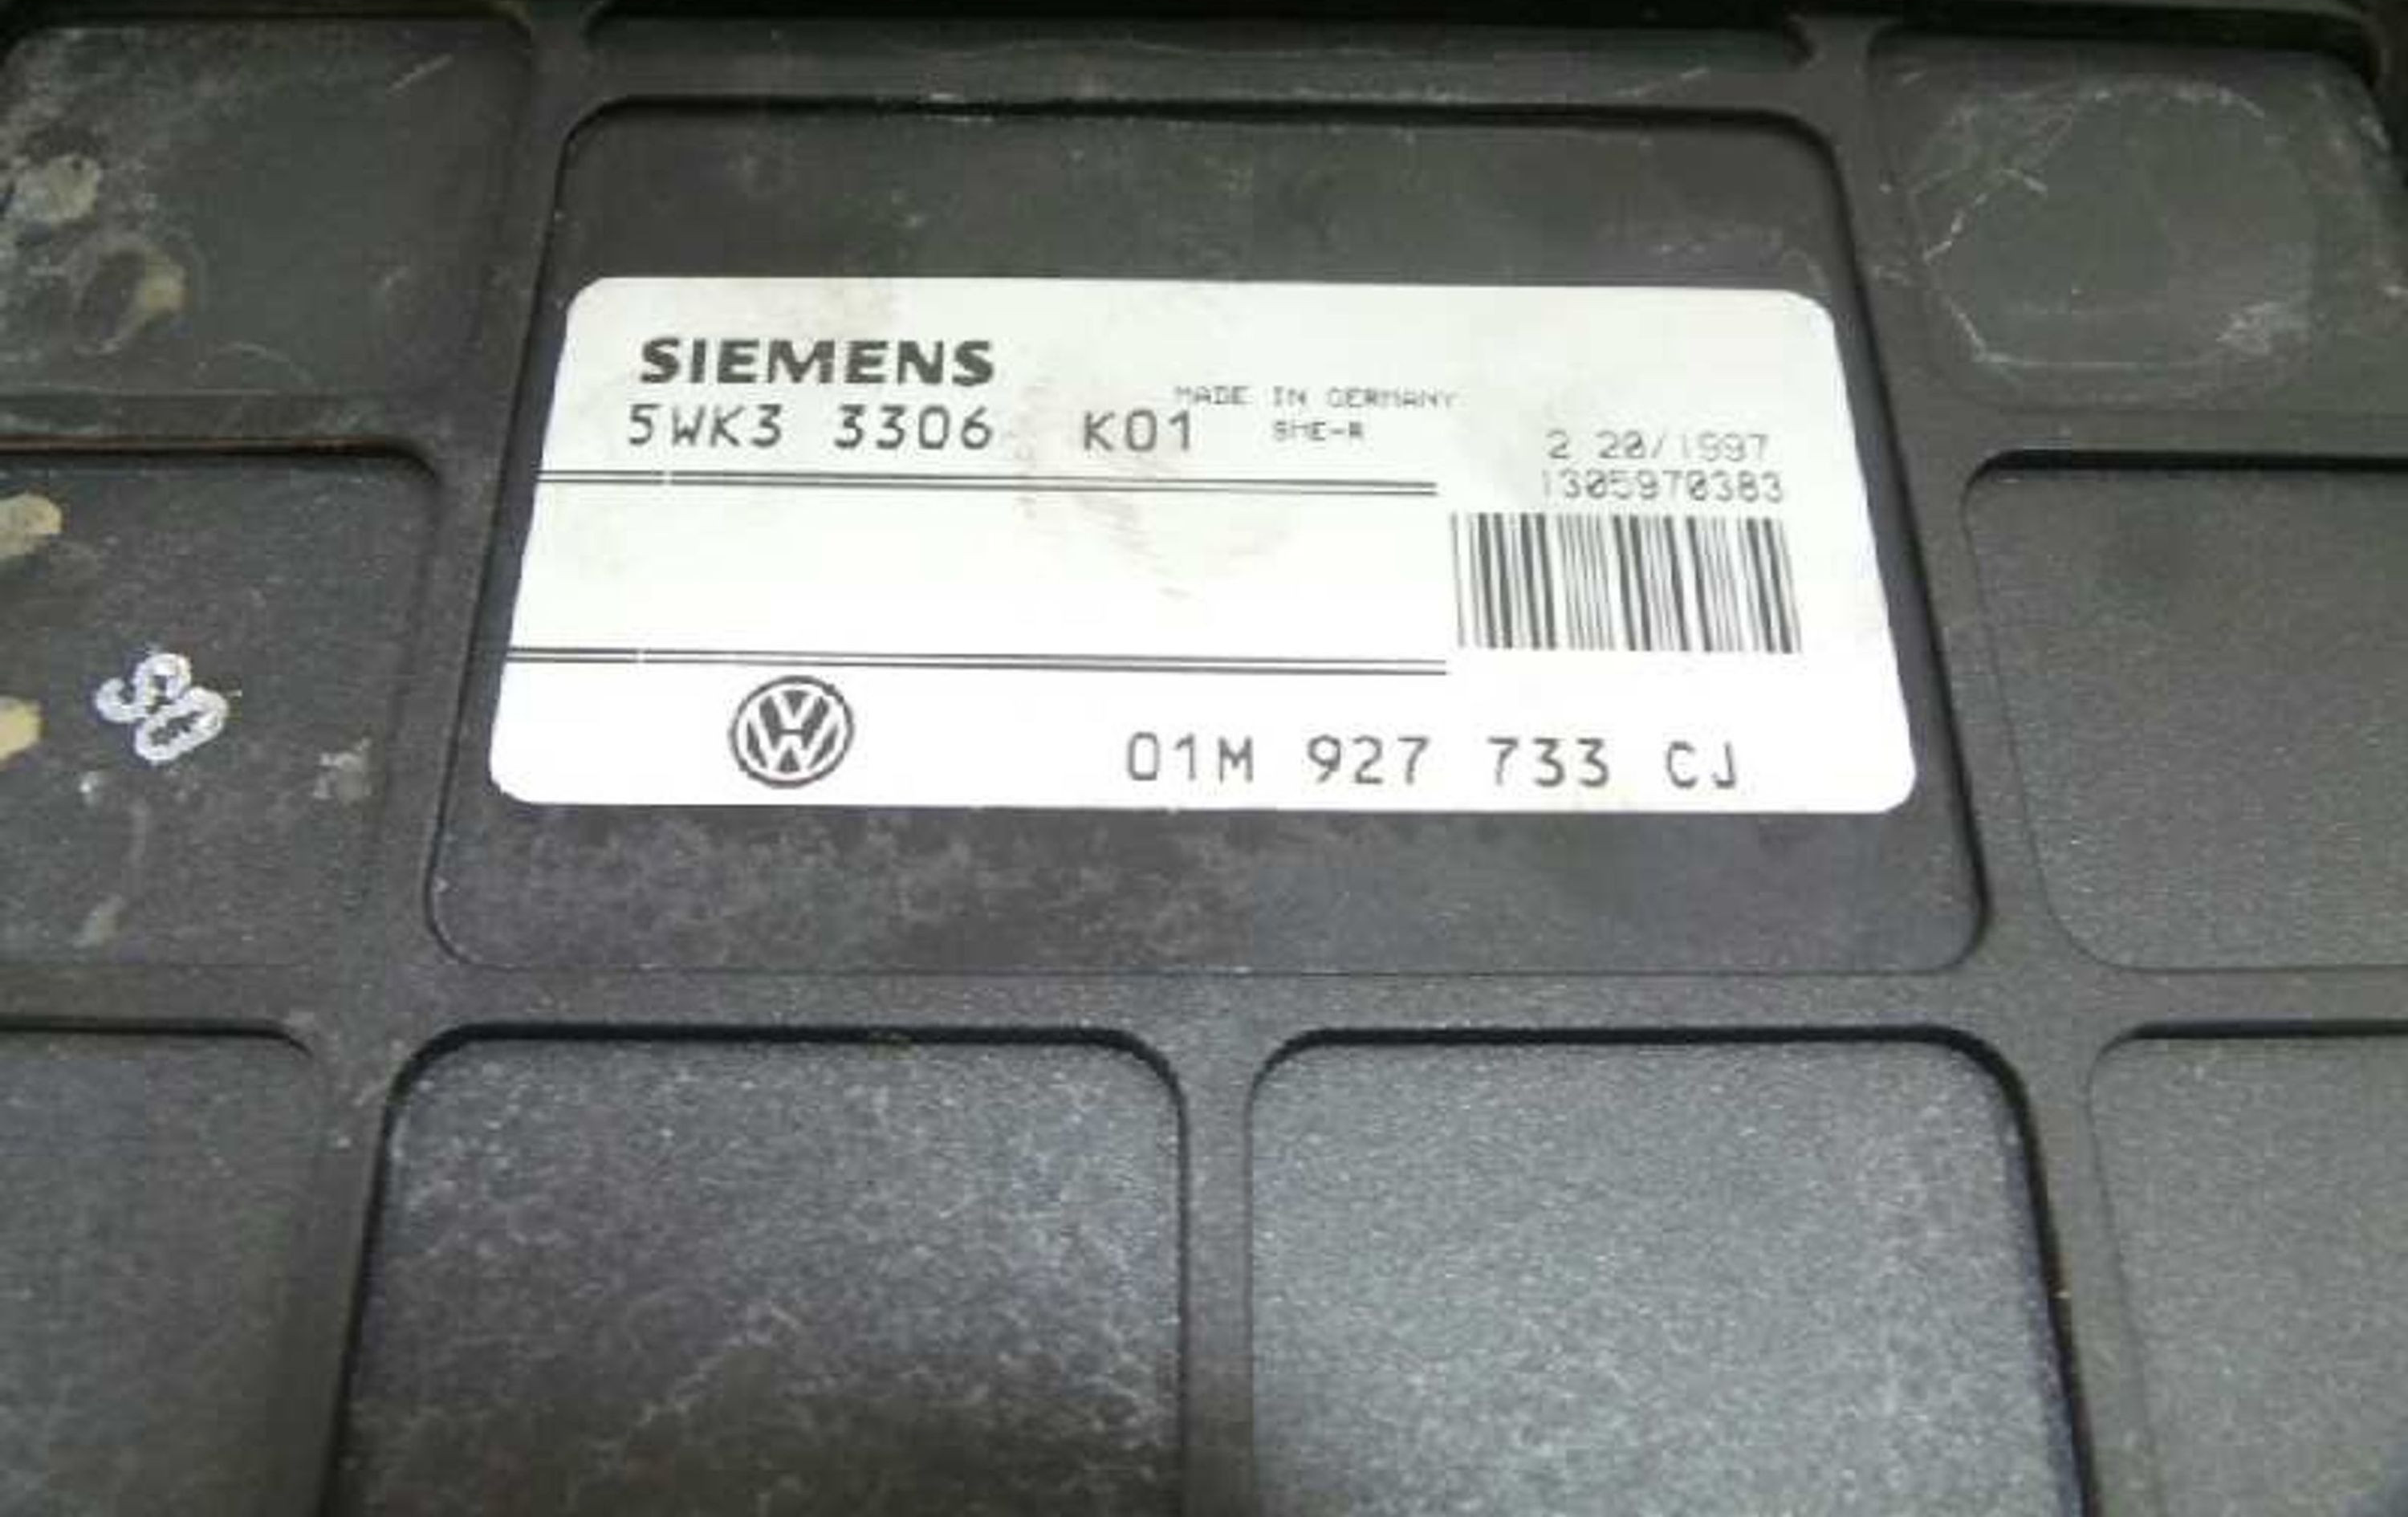 SIEMENS
MADE IN GERMANY
5WK3 3306 K01
2 20/1997
1305970383
01M 927 733 CJ